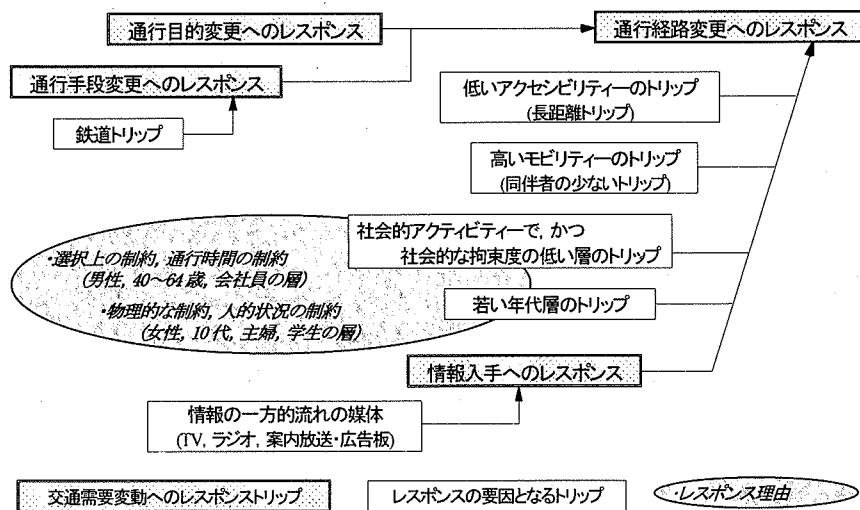 通行目的変更へのレスポンス
通行経路変更へのレスポンス
通行手段変更へのレスポンス
鉄道トリップ
低いアクセシビリティーのトリップ
(長距離トリップ)
高いモビリティーのトリップ
(同伴者の少ないトリップ)
社会的アクティビティーで, かつ
社会的な拘束度の低い層のトリップ
・選択上の制約, 通行時間の制約
(男性, 40～64歳, 会社員の層)
・物理的な制約, 人的状況の制約
(女性, 10代, 主婦, 学生の層)
若い年代層のトリップ
情報入手へのレスポンス
情報の一方的流れの媒体
(TV, ラジオ, 案内放送・広告板)
交通需要変動へのレスポンストリップ
レスポンスの要因となるトリップ
・レスポンス理由